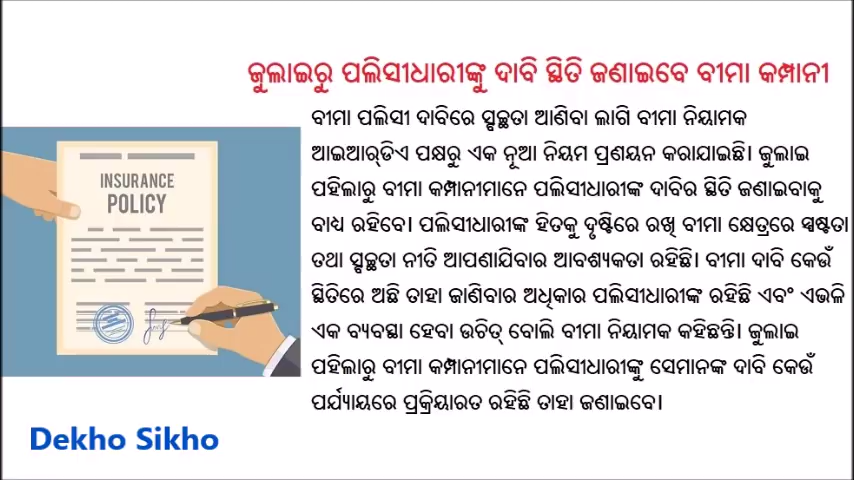 ଜୁଲାଇରୁ ପଲିସୀଧାରୀଙ୍କୁ ଦାବି ସ୍ଥିତି ଜଣାଇବେ ବୀମା କମ୍ପାନୀ
ବୀମା ପଲିସୀ ଦାବିରେ ସ୍ବଚ୍ଛତା ଆଣିବା ଲାଗି ବୀମା ନିୟାମକ
ଆଇଆର୍‌ଡିଏ ପକ୍ଷରୁ ଏକ ନୂଆ ନିୟମ ପ୍ରଣୟନ କରାଯାଇଛି। ଜୁଲାଇ
ପହିଲାରୁ ବୀମା କମ୍ପାନୀମାନେ ପଲିସୀଧାରୀଙ୍କ ଦାବିର ସ୍ଥିତି ଜଣାଇବାକୁ
ବାଧ୍ୟ ରହିବେ। ପଲିସୀଧାରୀଙ୍କ ହିତକୁ ଦୃଷ୍ଟିରେ ରଖି ବୀମା କ୍ଷେତ୍ରରେ ସ୍ପଷ୍ଟତା
ତଥା ସ୍ବଚ୍ଛତା ନୀତି ଆପଣାଯିବାର ଆବଶ୍ୟକତା ରହିଛି। ବୀମା ଦାବି କେଉଁ
ସ୍ଥିତିରେ ଅଛି ତାହା ଜାଣିବାର ଅଧିକାର ପଲିସୀଧାରୀଙ୍କ ରହିଛି ଏବଂ ଏଭଳି
ଏକ ବ୍ୟବସ୍ଥା ହେବା ଉଚିତ୍ ବୋଲି ବୀମା ନିୟାମକ କହିଛନ୍ତି। ଜୁଲାଇ
ପହିଲାରୁ ବୀମା କମ୍ପାନୀମାନେ ପଲିସୀଧାରୀଙ୍କୁ ସେମାନଙ୍କ ଦାବି କେଉଁ
ପର୍ଯ୍ୟାୟରେ ପ୍ରକ୍ରିୟାରତ ରହିଛି ତାହା ଜଣାଇବେ।
INSURANCE
POLICY
Dekho Sikho